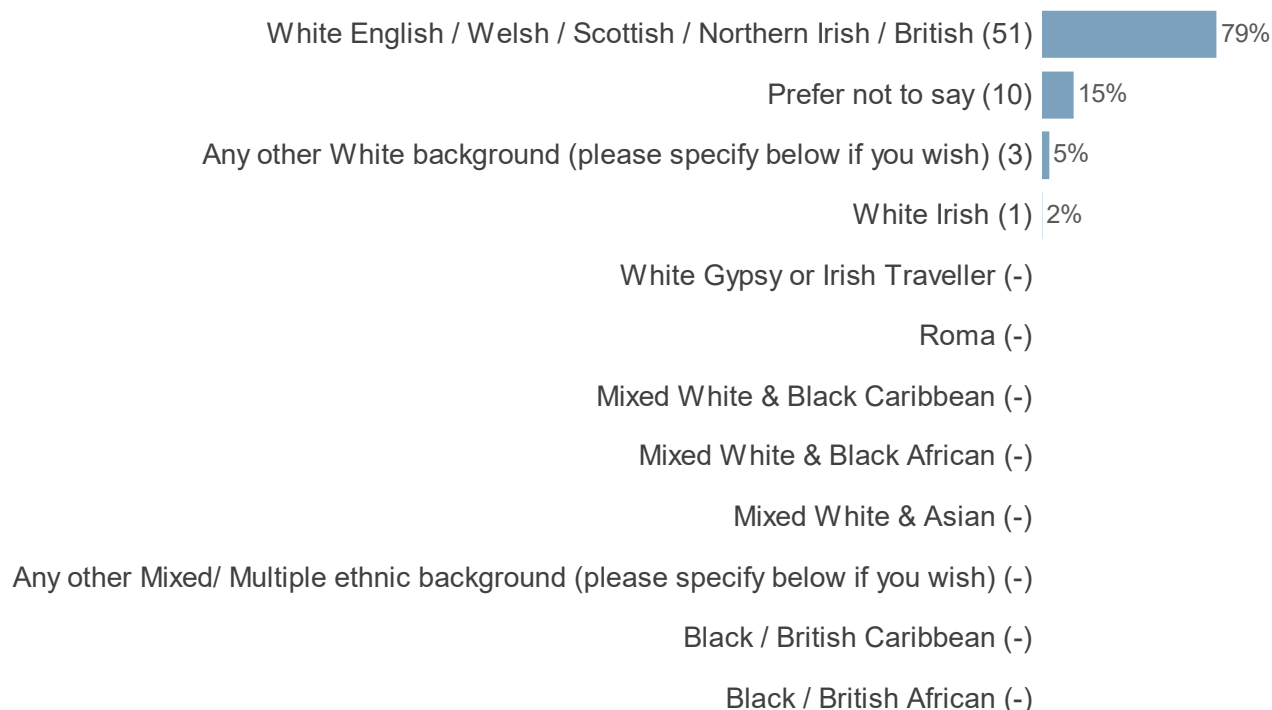 White English / Welsh / Scottish / Northern Irish / British (51) 79%
Prefer not to say (10) 15%
Any other White background (please specify below if you wish) (3) 5%
White Irish (1) 2%
White Gypsy or Irish Traveller (-)
Roma (-)
Mixed White & Black Caribbean (-)
Mixed White & Black African (-)
Mixed White & Asian (-)
Any other Mixed/ Multiple ethnic background (please specify below if you wish) (-)
Black / British Caribbean (-)
Black / British African (-)